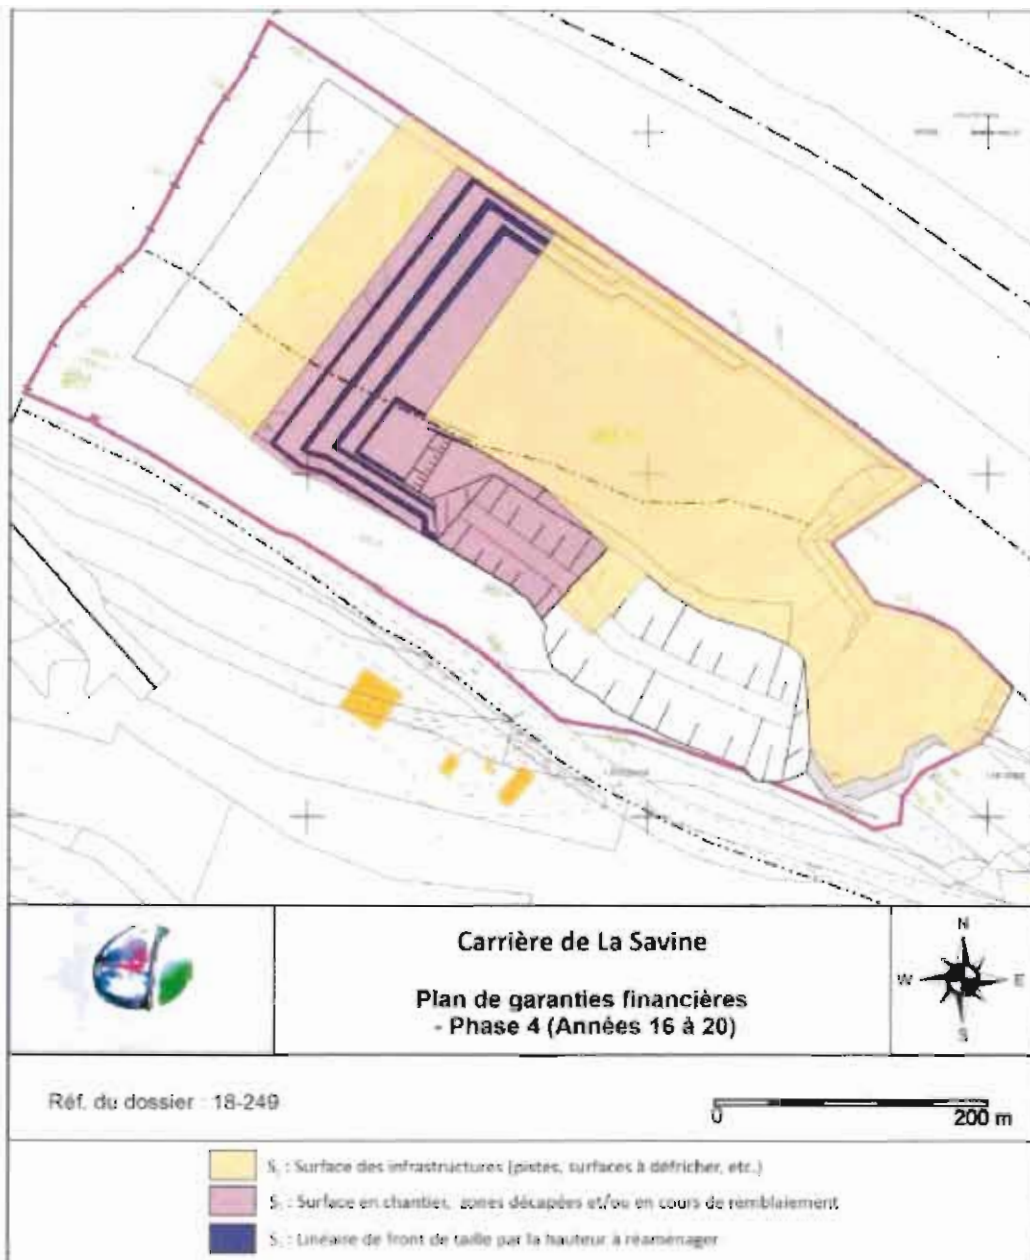 Carrière de La Savine
Plan de garanties financières
- Phase 4 (Années 16 à 20)
N
W
E
S
Réf. du dossier : 18-249
0
200 m
S : Surface des infrastructures (pistes, surfaces à défricher, etc.)
S : Surface en chantier, zones décapées et/ou en cours de remblaiement
S : Linéaire de front de taille par la hauteur à réaménager